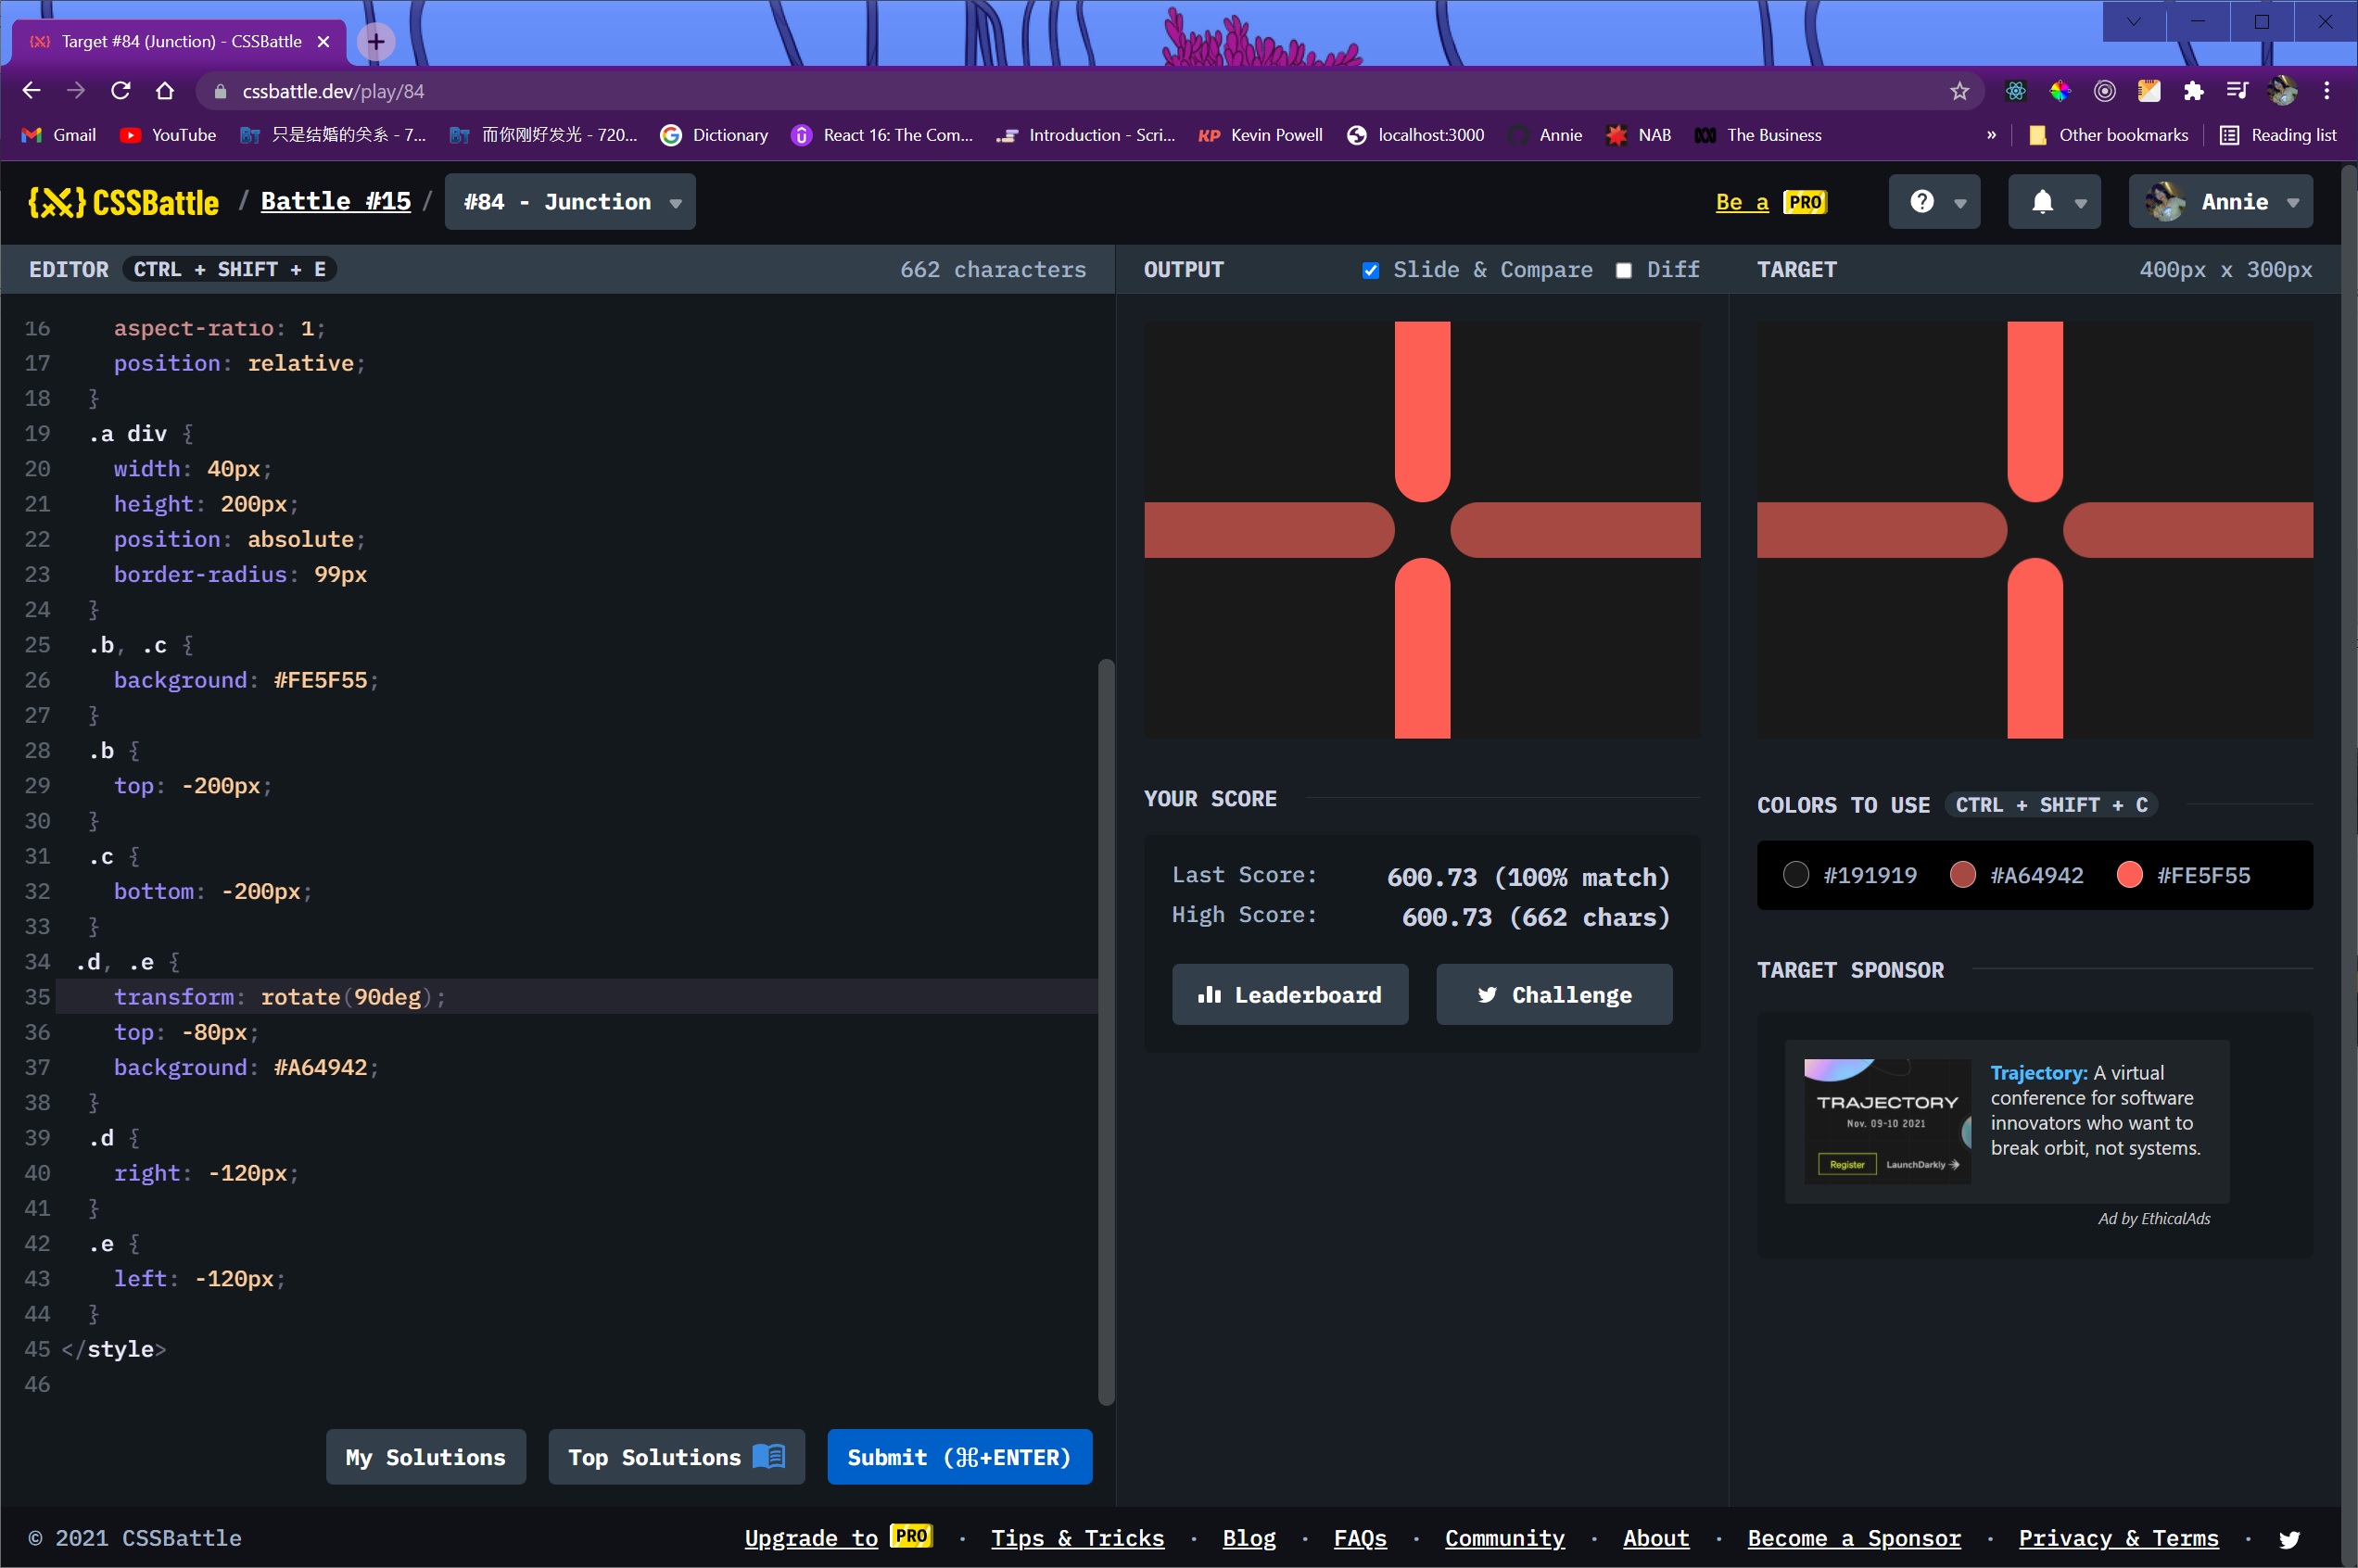 Target #84 (Junction) - CSSBattle
cssbattle.dev/play/84
Gmail YouTube 只是结婚的关系 - 7... 而你刚好发光 - 720... Dictionary React 16: The Com... Introduction - Scri... KP Kevin Powell localhost:3000 Annie NAB The Business » Other bookmarks Reading list
{X} CSSBattle / Battle #15 / #84 - Junction Be a PRO ? Annie
EDITOR CTRL + SHIFT + E 662 characters OUTPUT Slide & Compare Diff TARGET 400px x 300px
16 aspect-ratio: 1;
17 position: relative;
18 }
19 .a div {
20 width: 40px;
21 height: 200px;
22 position: absolute;
23 border-radius: 99px
24 }
25 .b, .c {
26 background: #FE5F55;
27 }
28 .b {
29 top: -200px;
30 }
31 .c {
32 bottom: -200px;
33 }
34 .d, .e {
35 transform: rotate(90deg);
36 top: -80px;
37 background: #A64942;
38 }
39 .d {
40 right: -120px;
41 }
42 .e {
43 left: -120px;
44 }
45 </style>
46
My Solutions Top Solutions Submit (⌘+ENTER)
YOUR SCORE
Last Score: 600.73 (100% match)
High Score: 600.73 (662 chars)
Leaderboard Challenge
COLORS TO USE CTRL + SHIFT + C
#191919 #A64942 #FE5F55
TARGET SPONSOR
TRAJECTORY
Nov. 09-10 2021
Register LaunchDarkly
Trajectory: A virtual
conference for software
innovators who want to
break orbit, not systems.
Ad by EthicalAds
© 2021 CSSBattle Upgrade to PRO · Tips & Tricks · Blog · FAQs · Community · About · Become a Sponsor · Privacy & Terms ·